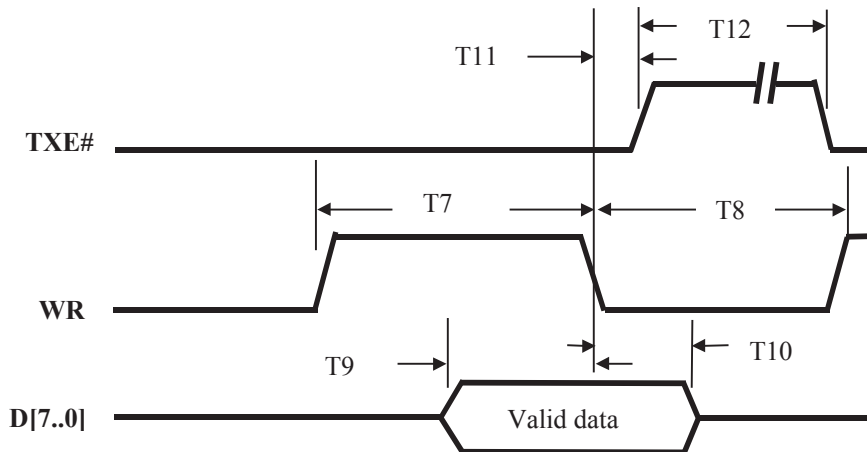 T12
T11
TXE#
T7
T8
WR
T9
T10
D[7..0]
Valid data